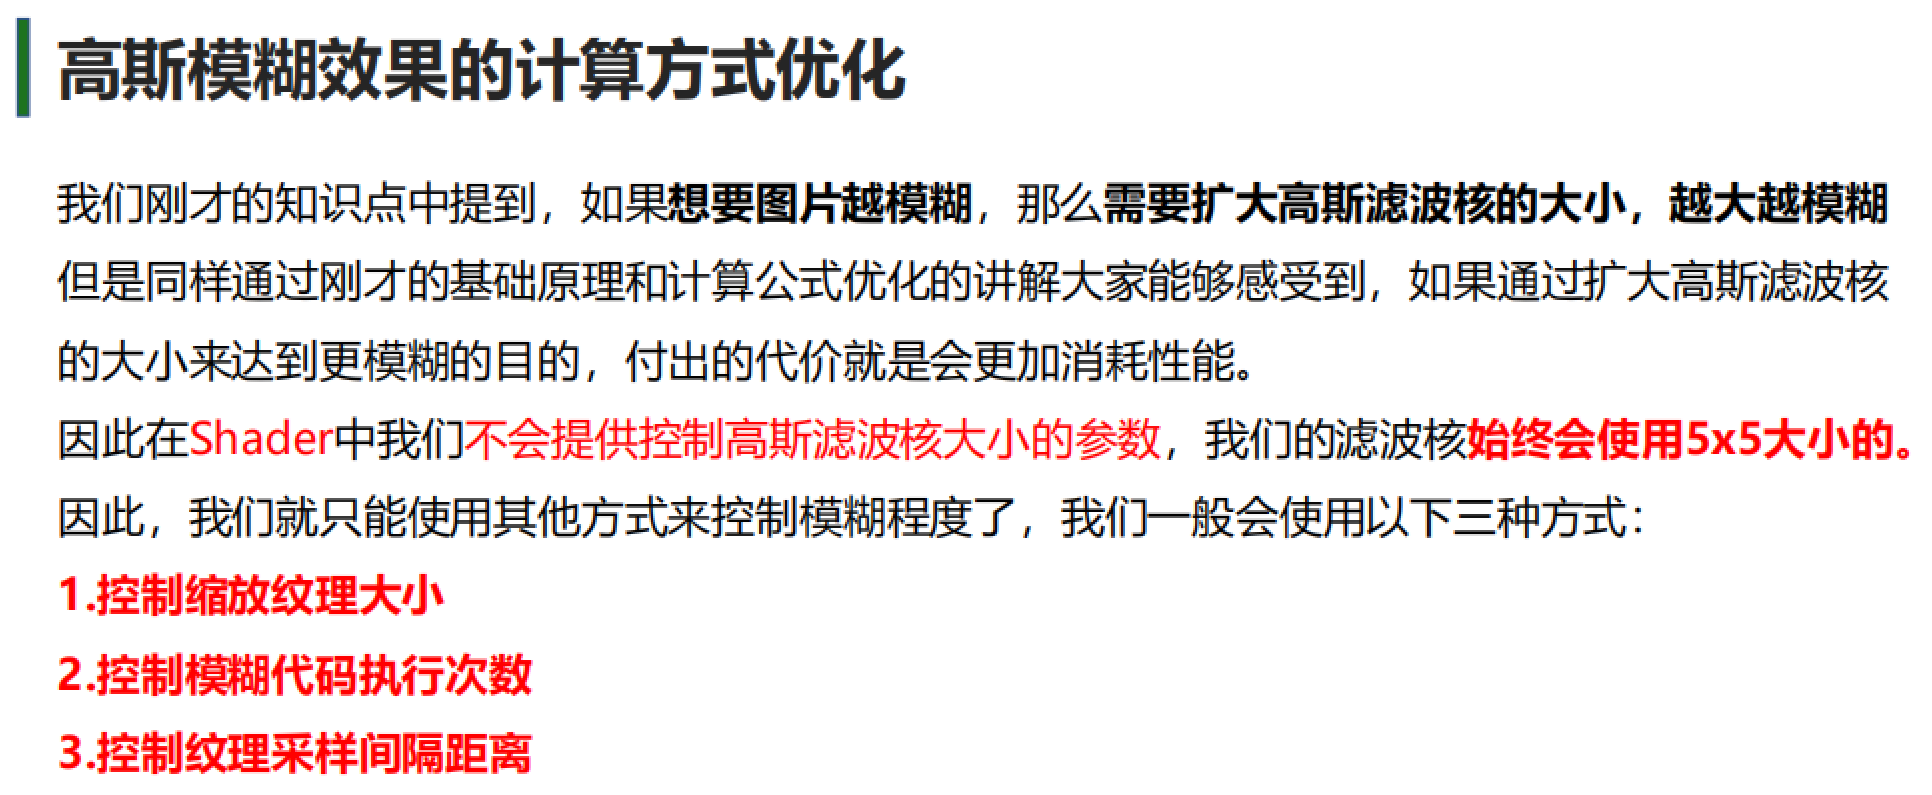 高斯模糊效果的计算方式优化
我们刚才的知识点中提到，如果想要图片越模糊，那么需要扩大高斯滤波核的大小，越大越模糊
但是同样通过刚才的基础原理和计算公式优化的讲解大家能够感受到，如果通过扩大高斯滤波核
的大小来达到更模糊的目的，付出的代价就是会更加消耗性能。
因此在Shader中我们不会提供控制高斯滤波核大小的参数，我们的滤波核始终会使用5x5大小的。
因此，我们就只能使用其他方式来控制模糊程度了，我们一般会使用以下三种方式：
1.控制缩放纹理大小
2.控制模糊代码执行次数
3.控制纹理采样间隔距离